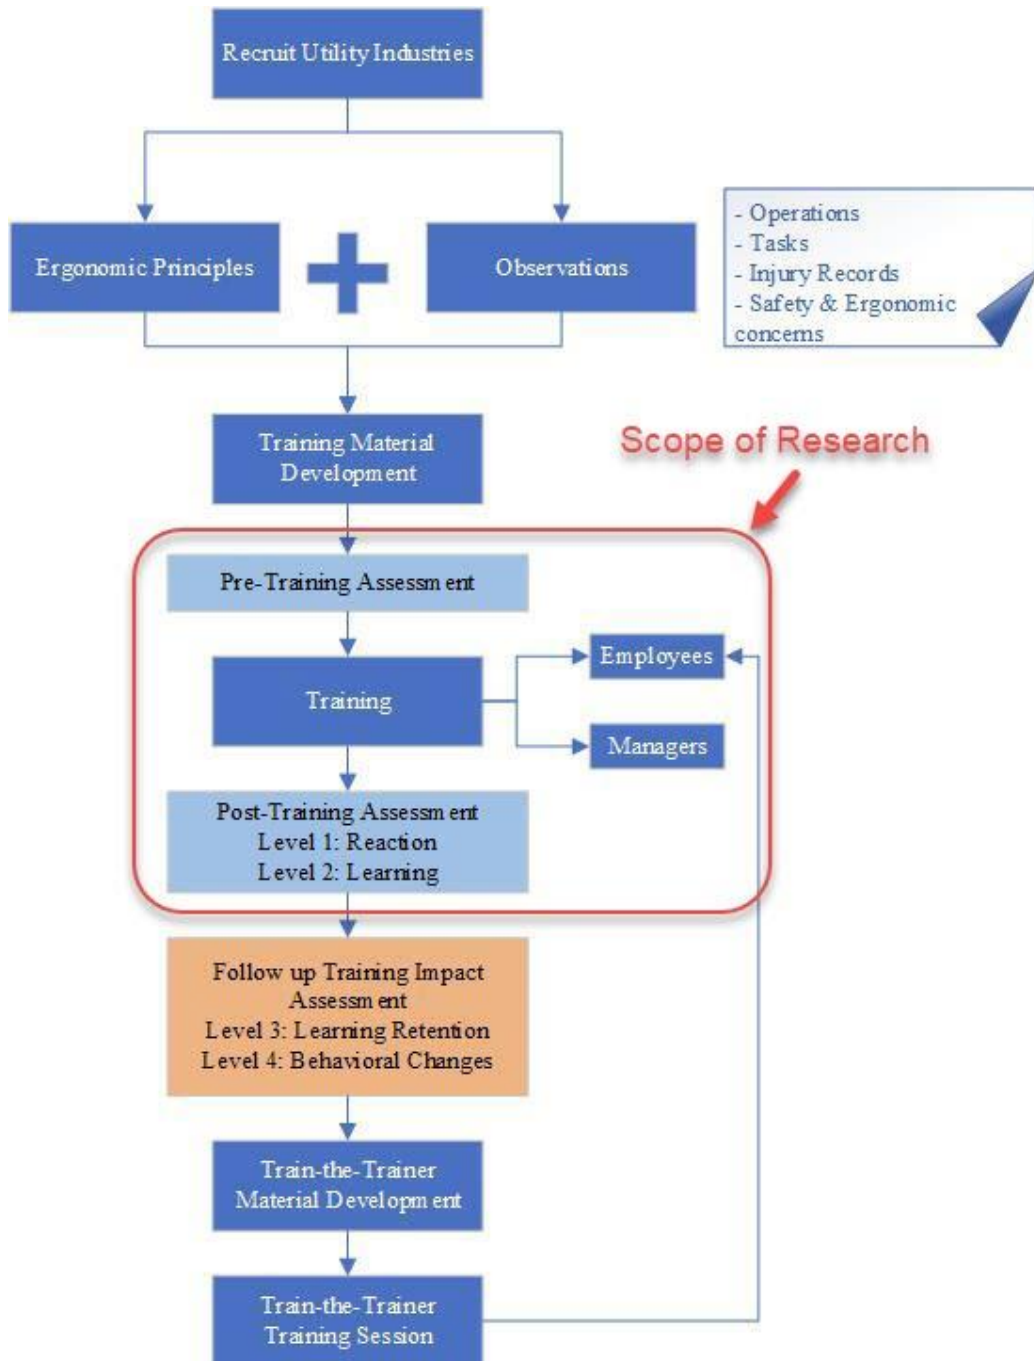 Recruit Utility Industries
Ergonomic Principles
Observations
- Operations
- Tasks
- Injury Records
- Safety & Ergonomic
concerns
Training Material
Development
Scope of Research
Pre-Training Assessment
Training
Employees
Managers
Post-Training Assessment
Level 1: Reaction
Level 2: Learning
Follow up Training Impact
Assessment
Level 3: Learning Retention
Level 4: Behavioral Changes
Train-the-Trainer
Material Development
Train-the-Trainer
Training Session